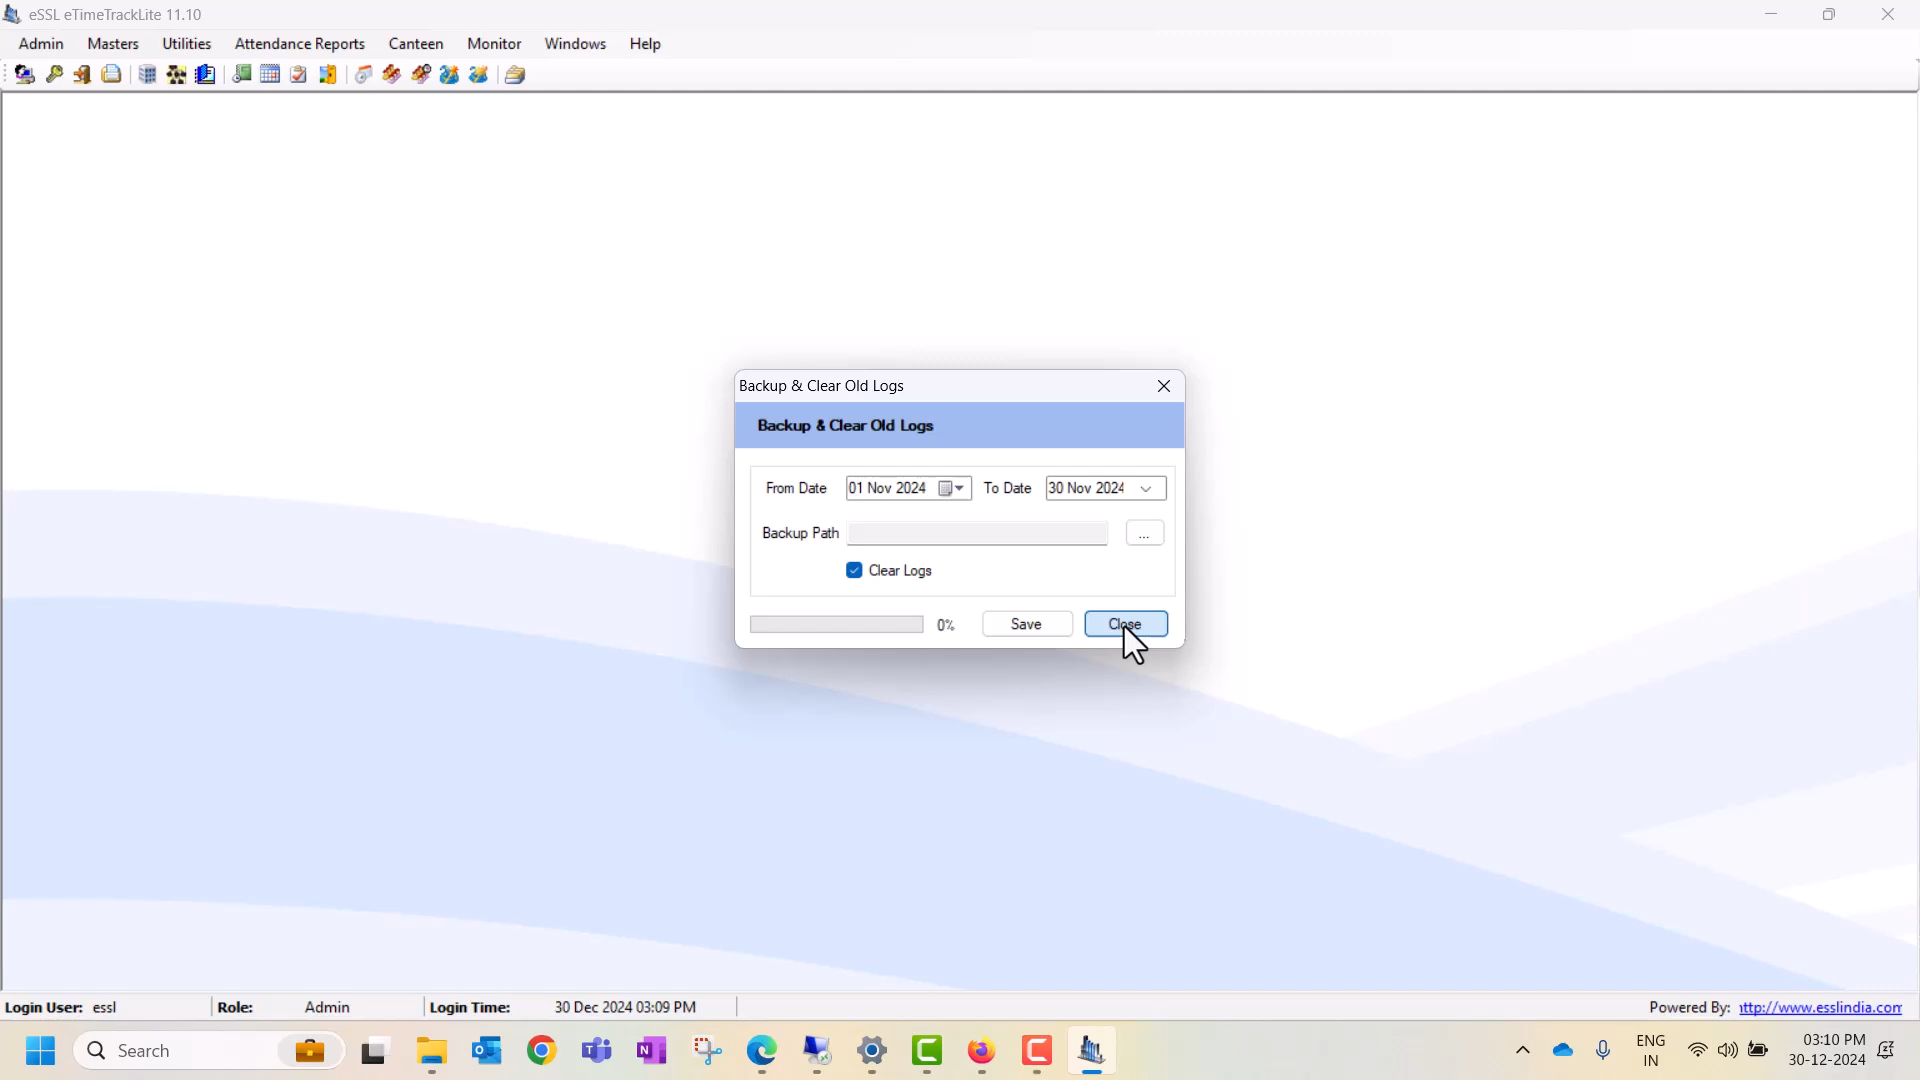 eSSL eTimeTrackLite 11.10
Admin Masters Utilities Attendance Reports Canteen Monitor Windows Help
Backup & Clear Old Logs
Backup & Clear Old Logs
From Date 01 Nov 2024 To Date 30 Nov 2024
Backup Path ...
Clear Logs
0% Save Close
Login User: essl Role: Admin Login Time: 30 Dec 2024 03:09 PM Powered By: ttp://www.esslindia.com
Search ENG IN 03:10 PM 30-12-2024